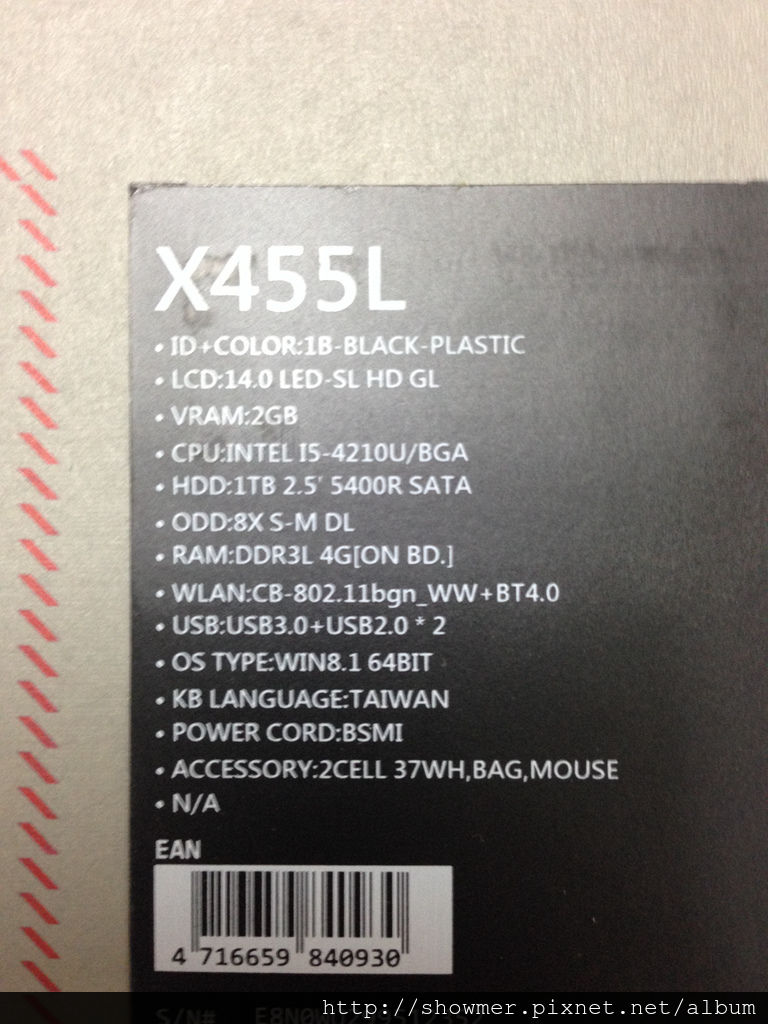 X455L
• ID+COLOR:1B-BLACK-PLASTIC
• LCD:14.0 LED-SL HD GL
• VRAM:2GB
• CPU:INTEL I5-4210U/BGA
• HDD:1TB 2.5' 5400R SATA
• ODD:8X S-M DL
• RAM:DDR3L 4G[ON BD.]
• WLAN:CB-802.11bgn_WW+BT4.0
• USB:USB3.0+USB2.0 * 2
• OS TYPE:WIN8.1 64BIT
• KB LANGUAGE:TAIWAN
• POWER CORD:BSMI
• ACCESSORY:2CELL 37WH,BAG,MOUSE
• N/A
EAN
4 716659 840930
S/N#
http://showmer.pixnet.net/album